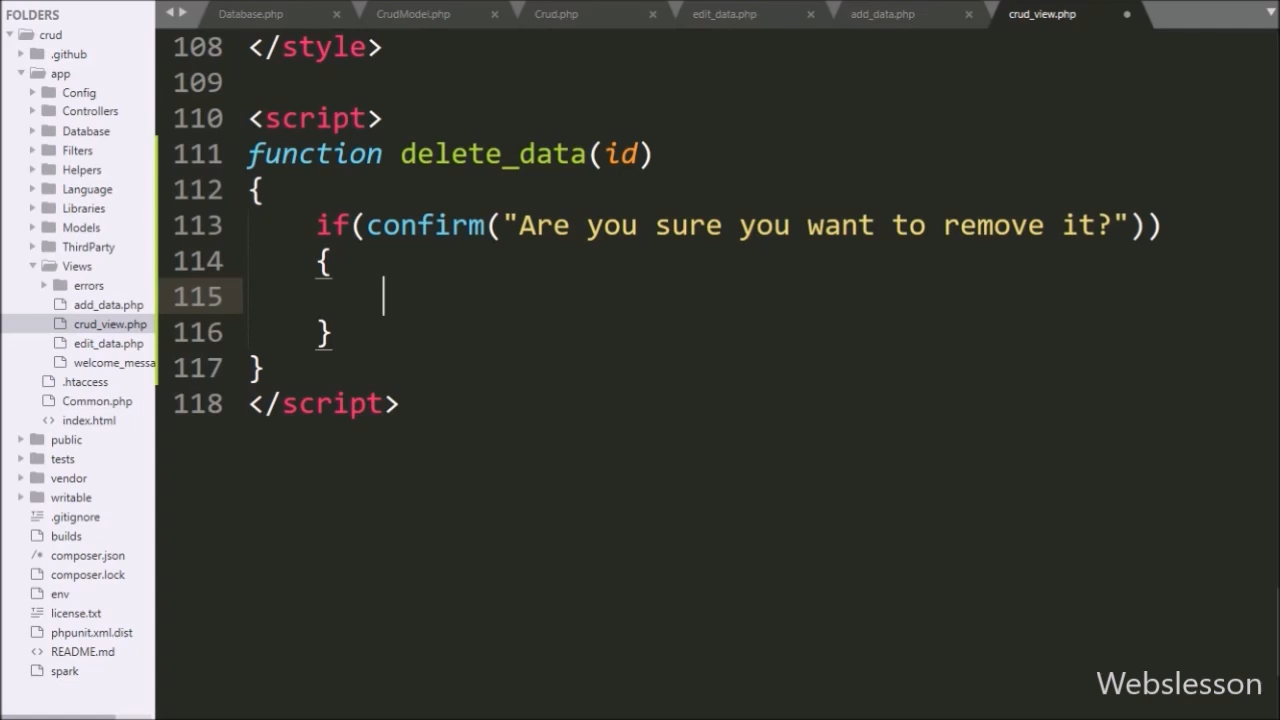 FOLDERS
crud
.github
app
Config
Controllers
Database
Filters
Helpers
Language
Libraries
Models
ThirdParty
Views
errors
add_data.php
crud_view.php
edit_data.php
welcome_messa
.htaccess
Common.php
<> index.html
public
tests
vendor
writable
.gitignore
builds
/* composer.json
composer.lock
env
license.txt
phpunit.xml.dist
<> README.md
spark
Database.php × CrudModel.php × Crud.php × edit_data.php × add_data.php × crud_view.php
108 </style>
109
110 <script>
111 function delete_data(id)
112 {
113 if(confirm("Are you sure you want to remove it?"))
114 {
115
116 }
117 }
118 </script>
Webslesson